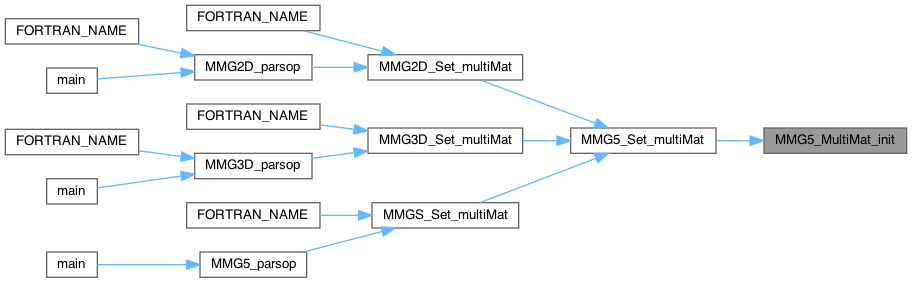 FORTRAN_NAME
FORTRAN_NAME
MMG2D_parsop
MMG2D_Set_multiMat
main
FORTRAN_NAME
FORTRAN_NAME
MMG3D_Set_multiMat
MMG5_Set_multiMat
MMG5_MultiMat_init
MMG3D_parsop
main
FORTRAN_NAME
MMGS_Set_multiMat
main
MMG5_parsop